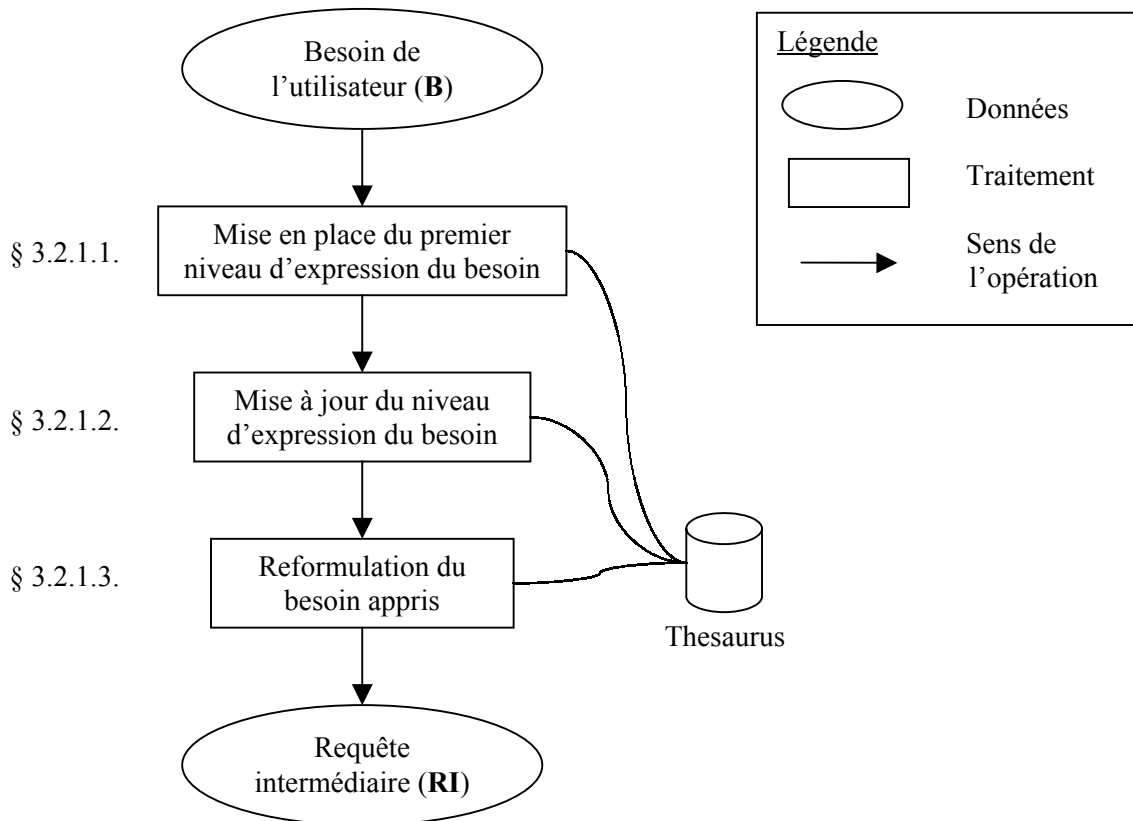 Besoin de
l’utilisateur (B)
Légende
Données
Traitement
Sens de
l’opération
§ 3.2.1.1.
Mise en place du premier
niveau d’expression du besoin
§ 3.2.1.2.
Mise à jour du niveau
d’expression du besoin
§ 3.2.1.3.
Reformulation du
besoin appris
Thesaurus
Requête
intermédiaire (RI)